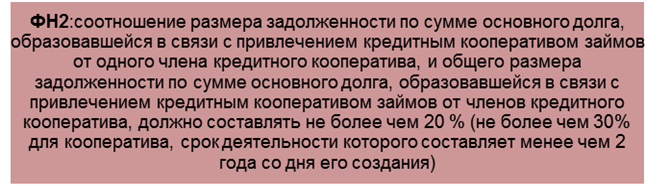 ФН2:соотношение размера задолженности по сумме основного долга,
образовавшейся в связи с привлечением кредитным кооперативом займов
от одного члена кредитного кооператива, и общего размера
задолженности по сумме основного долга, образовавшейся в связи с
привлечением кредитным кооперативом займов от членов кредитного
кооператива, должно составлять не более чем 20 % (не более чем 30%
для кооператива, срок деятельности которого составляет менее чем 2
года со дня его создания)